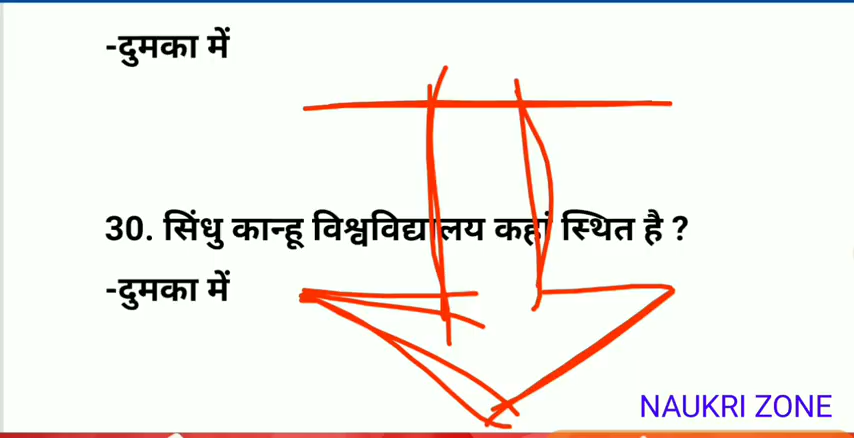 -दुमका में
30. सिंधु कान्हू विश्वविद्यालय कहां स्थित है ?
-दुमका में
NAUKRI ZONE